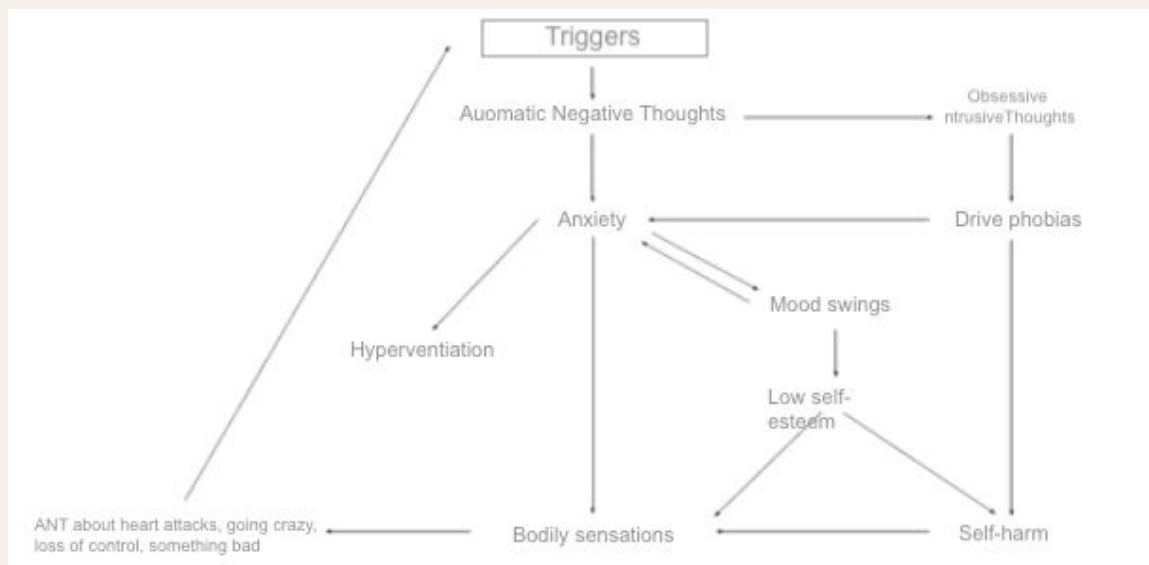 Triggers
Auomatic Negative Thoughts
Obsessive
ntrusiveThoughts
Anxiety
Drive phobias
Mood swings
Hyperventiation
Low self-
esteem
ANT about heart attacks, going crazy,
loss of control, something bad
Bodily sensations
Self-harm